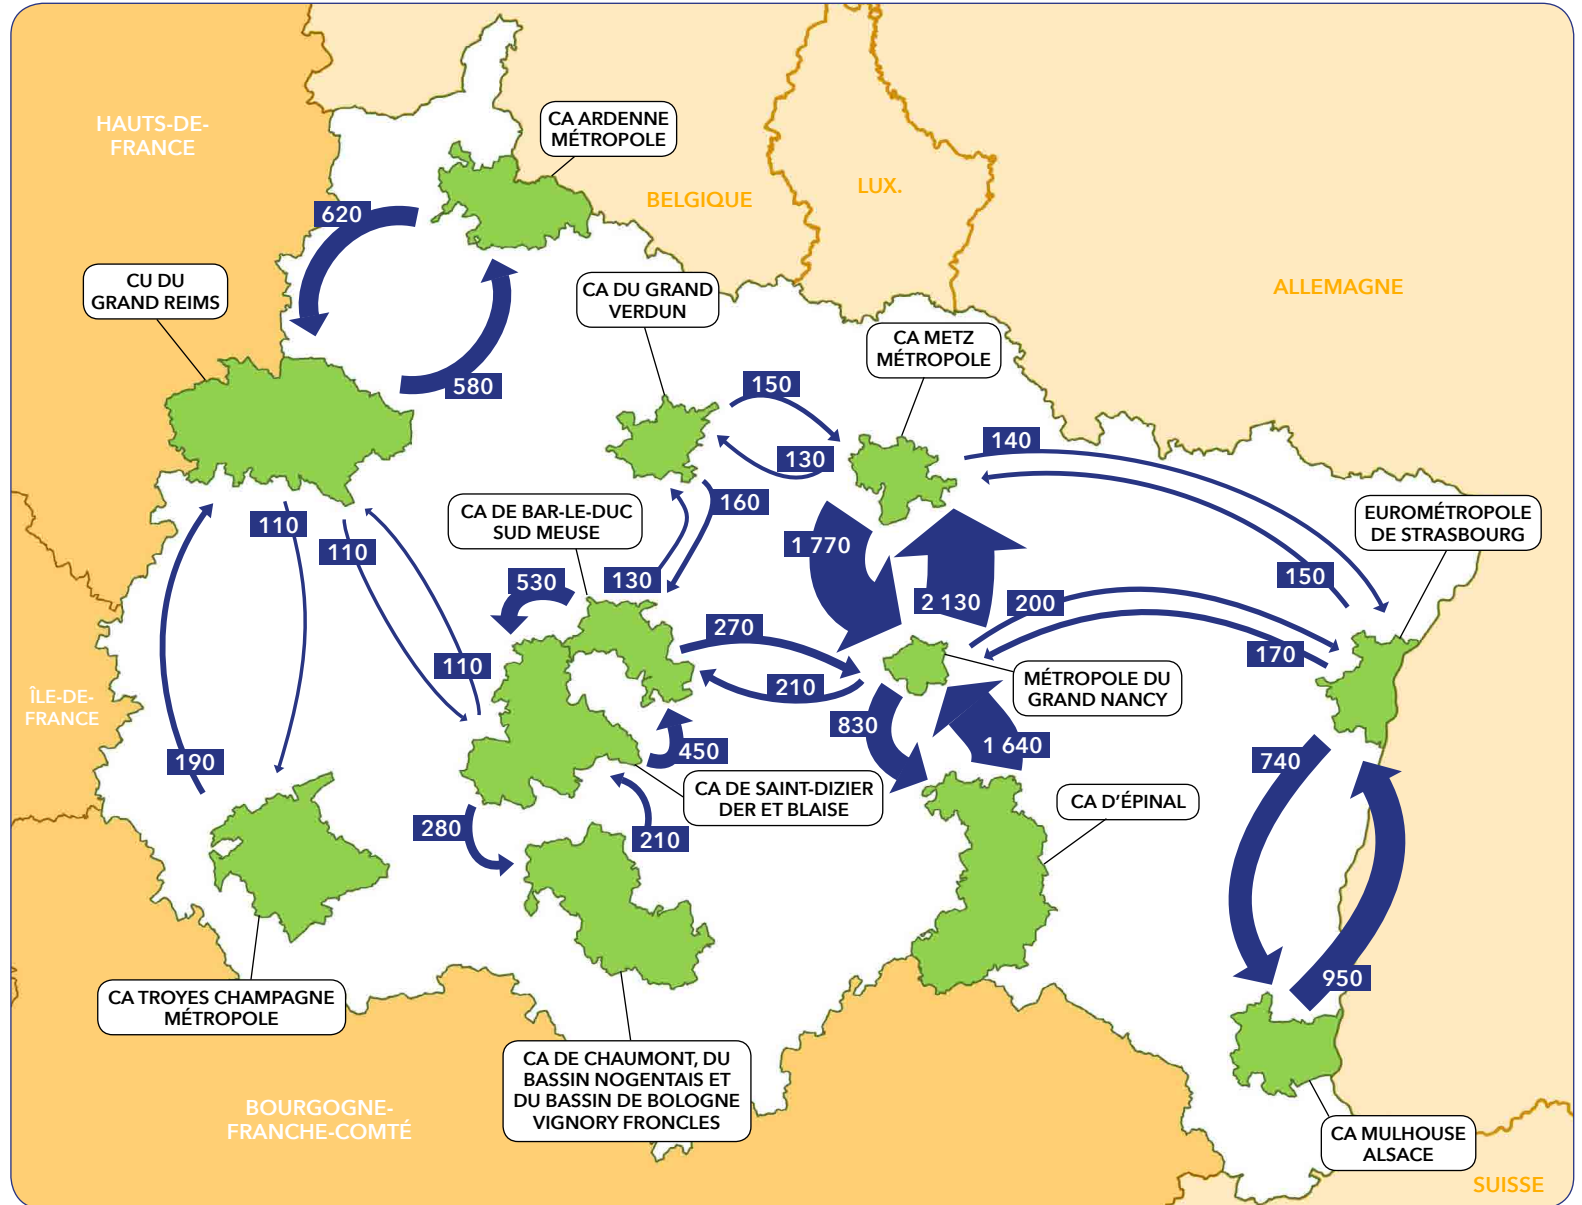 HAUTS-DE-
FRANCE
CA ARDENNE
MÉTROPOLE
BELGIQUE
LUX.
ALLEMAGNE
620
CU DU
GRAND REIMS
CA DU GRAND
VERDUN
CA METZ
MÉTROPOLE
580
150
140
130
160
110
110
CA DE BAR-LE-DUC
SUD MEUSE
EUROMÉTROPOLE
DE STRASBOURG
1 770
530
130
2 130
200
150
270
170
110
210
MÉTROPOLE DU
GRAND NANCY
ÎLE-DE-
FRANCE
830
450
1 640
190
740
CA DE SAINT-DIZIER
DER ET BLAISE
CA D'ÉPINAL
280
210
950
CA TROYES CHAMPAGNE
MÉTROPOLE
CA DE CHAUMONT, DU
BASSIN NOGENTAIS ET
DU BASSIN DE BOLOGNE
VIGNORY FRONCLES
BOURGOGNE-
FRANCHE-COMTÉ
CA MULHOUSE
ALSACE
SUISSE